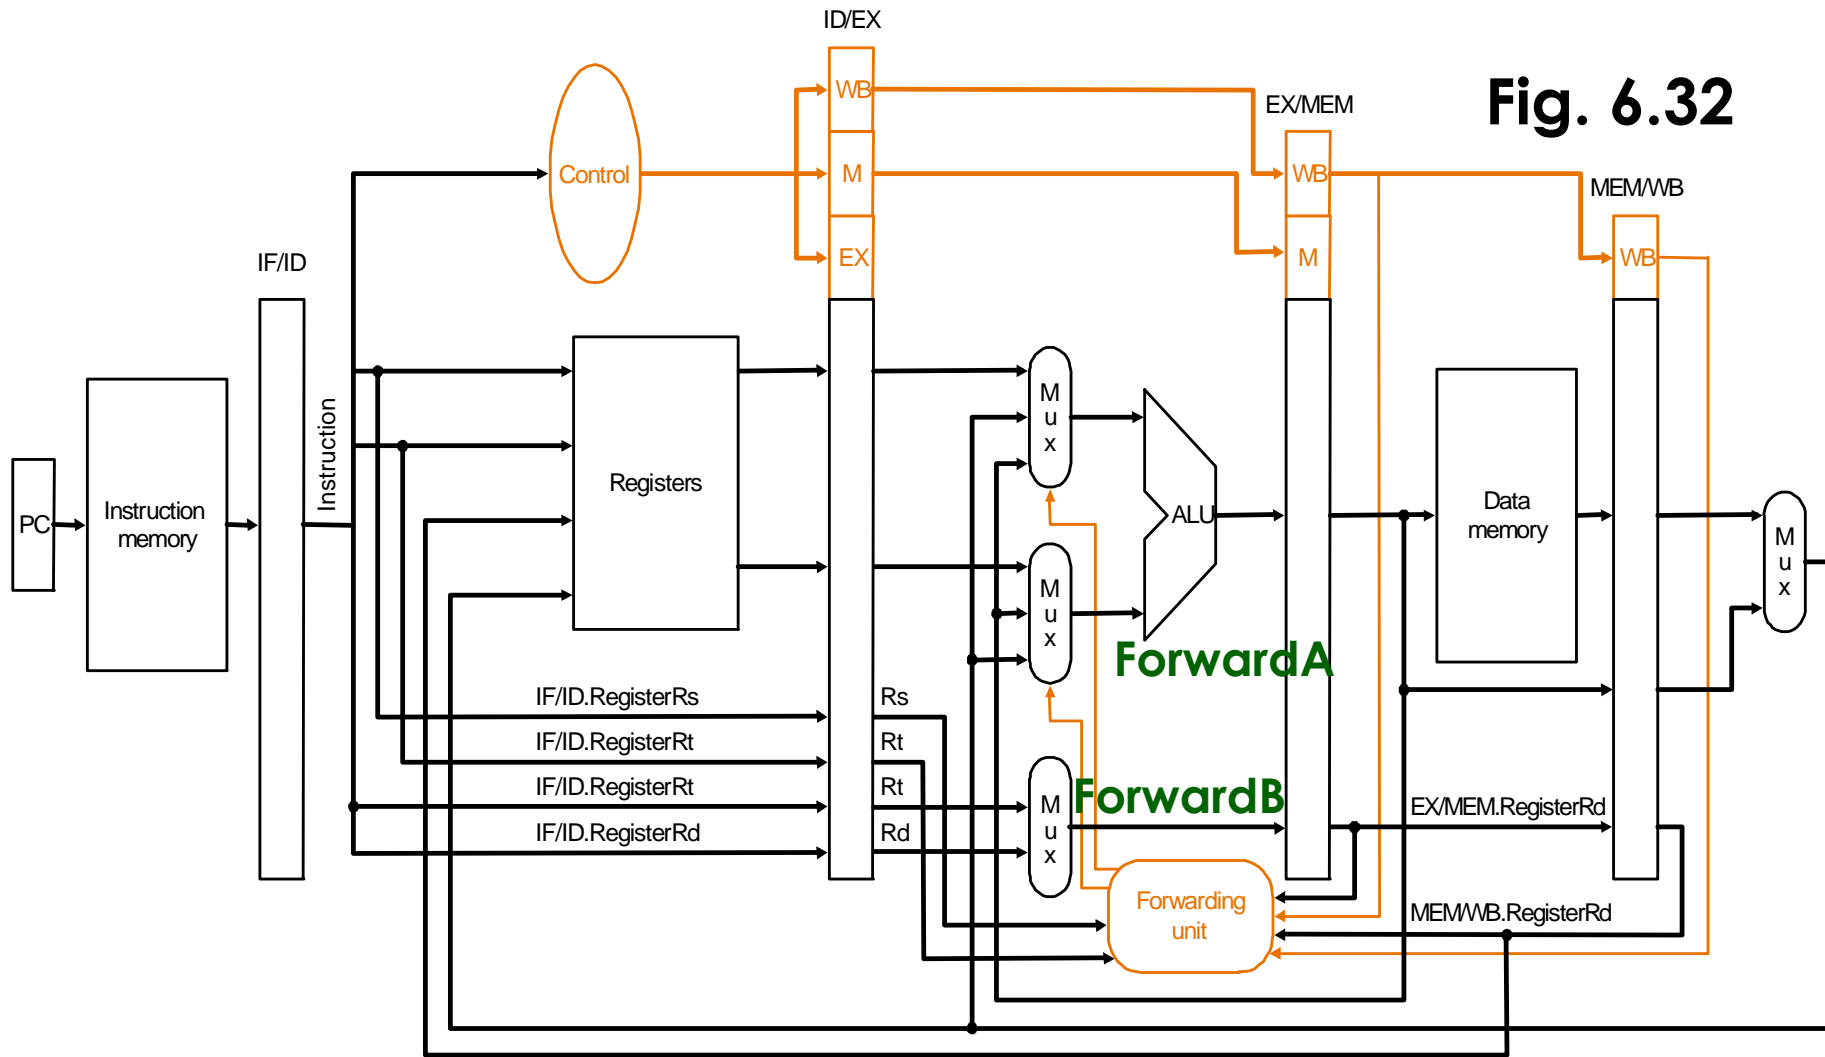 ID/EX
Fig. 6.32
WB
EX/MEM
Control
M
WB
MEM/WB
EX
M
WB
IF/ID
Instruction
PC
Instruction
memory
Registers
M
u
x
M
u
x
ALU
Data
memory
M
u
x
ForwardA
IF/ID.RegisterRs
Rs
IF/ID.RegisterRt
Rt
IF/ID.RegisterRt
Rt
IF/ID.RegisterRd
Rd
M
u
x
ForwardB
EX/MEM.RegisterRd
Forwarding
unit
MEM/WB.RegisterRd